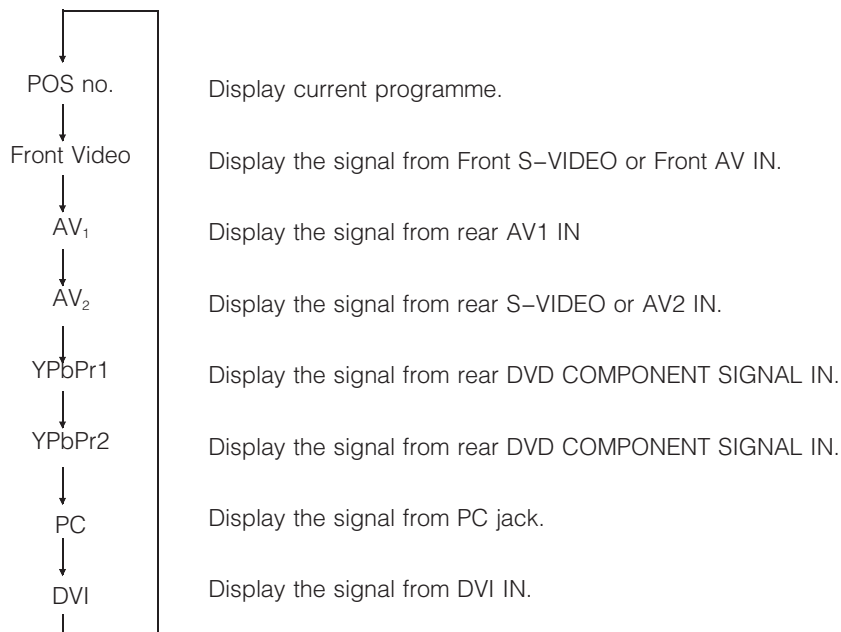 POS no. Display current programme.
Front Video Display the signal from Front S–VIDEO or Front AV IN.
AV₁ Display the signal from rear AV1 IN
AV₂ Display the signal from rear S–VIDEO or AV2 IN.
YPbPr1 Display the signal from rear DVD COMPONENT SIGNAL IN.
YPbPr2 Display the signal from rear DVD COMPONENT SIGNAL IN.
PC Display the signal from PC jack.
DVI Display the signal from DVI IN.